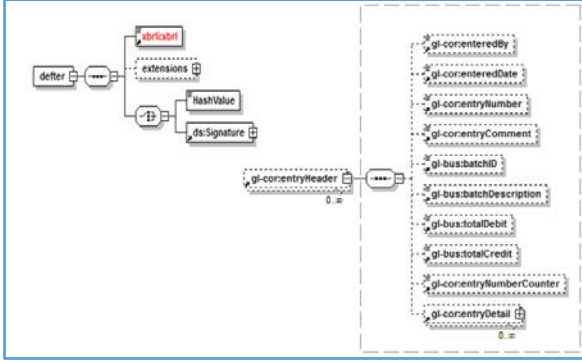 xbrli:xbrl
defter
extensions
HashValue
ds:Signature
gl-cor:entryHeader
0..∞
gl-cor:enteredBy
gl-cor:enteredDate
gl-cor:entryNumber
gl-cor:entryComment
gl-bus:batchID
gl-bus:batchDescription
gl-bus:totalDebit
gl-bus:totalCredit
gl-cor:entryNumberCounter
gl-cor:entryDetail
0..∞